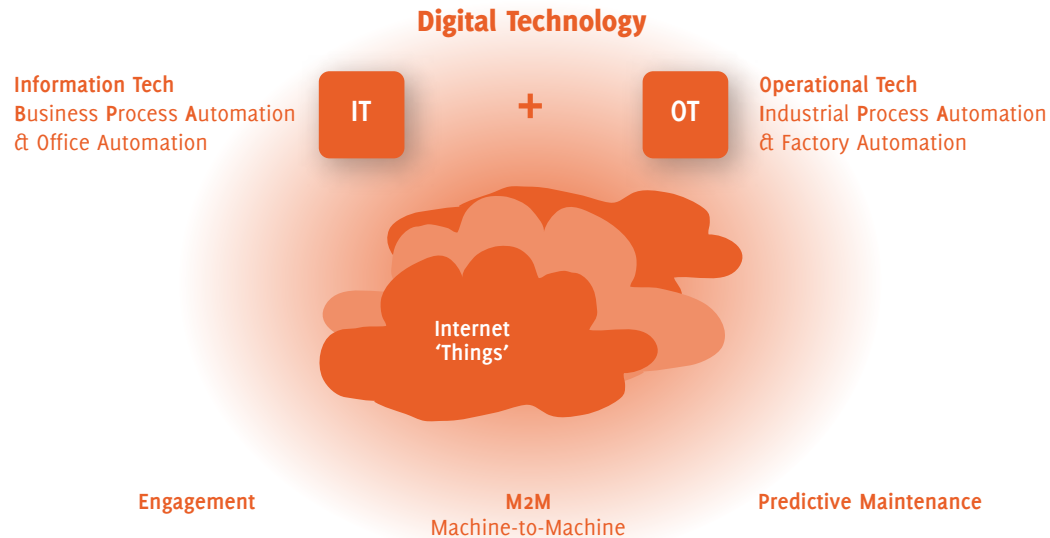 Digital Technology
Information Tech
Business Process Automation
& Office Automation
IT
+
OT
Operational Tech
Industrial Process Automation
& Factory Automation
Internet
‘Things’
Engagement
M2M
Machine-to-Machine
Predictive Maintenance